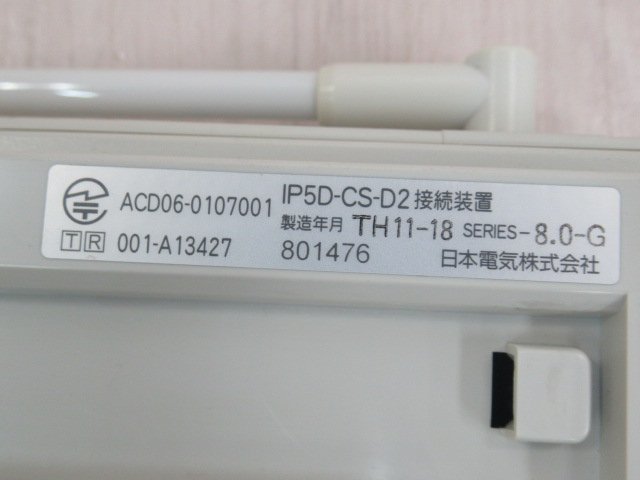 ACD06-0107001 IP5D-CS-D2 接続装置
製造年月 TH11-18 SERIES-8.0-G
T R 001-A13427 801476 日本電気株式会社